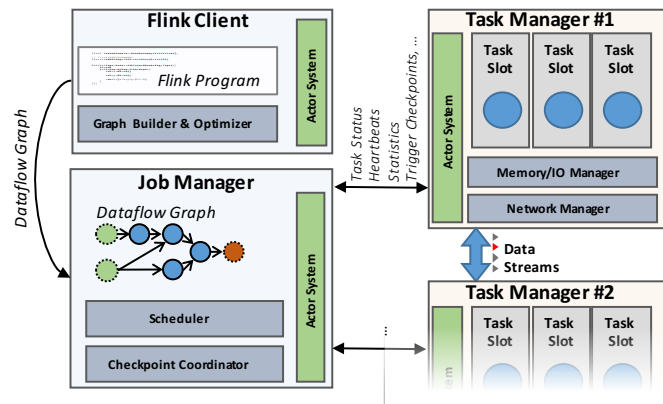 Flink Client
Flink Program
Graph Builder & Optimizer
Actor System
Dataflow Graph
Job Manager
Dataflow Graph
Scheduler
Checkpoint Coordinator
Actor System
Task Status
Heartbeats
Statistics
Trigger Checkpoints, ...
...
Task Manager #1
Actor System
Task
Slot
Task
Slot
Task
Slot
Memory/IO Manager
Network Manager
Data
Streams
Task Manager #2
Task
Slot
Task
Slot
Task
Slot